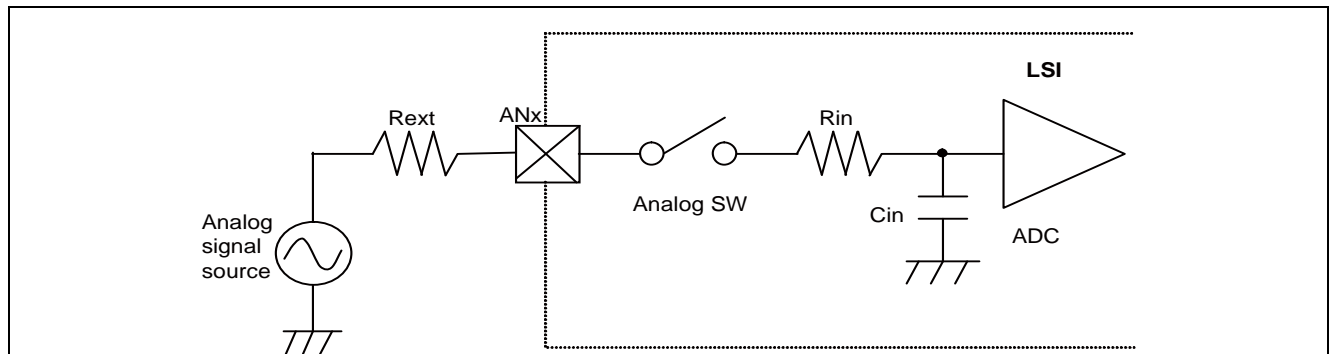 LSI
Rext
ANx
Rin
Analog SW
Cin
ADC
Analog
signal
source